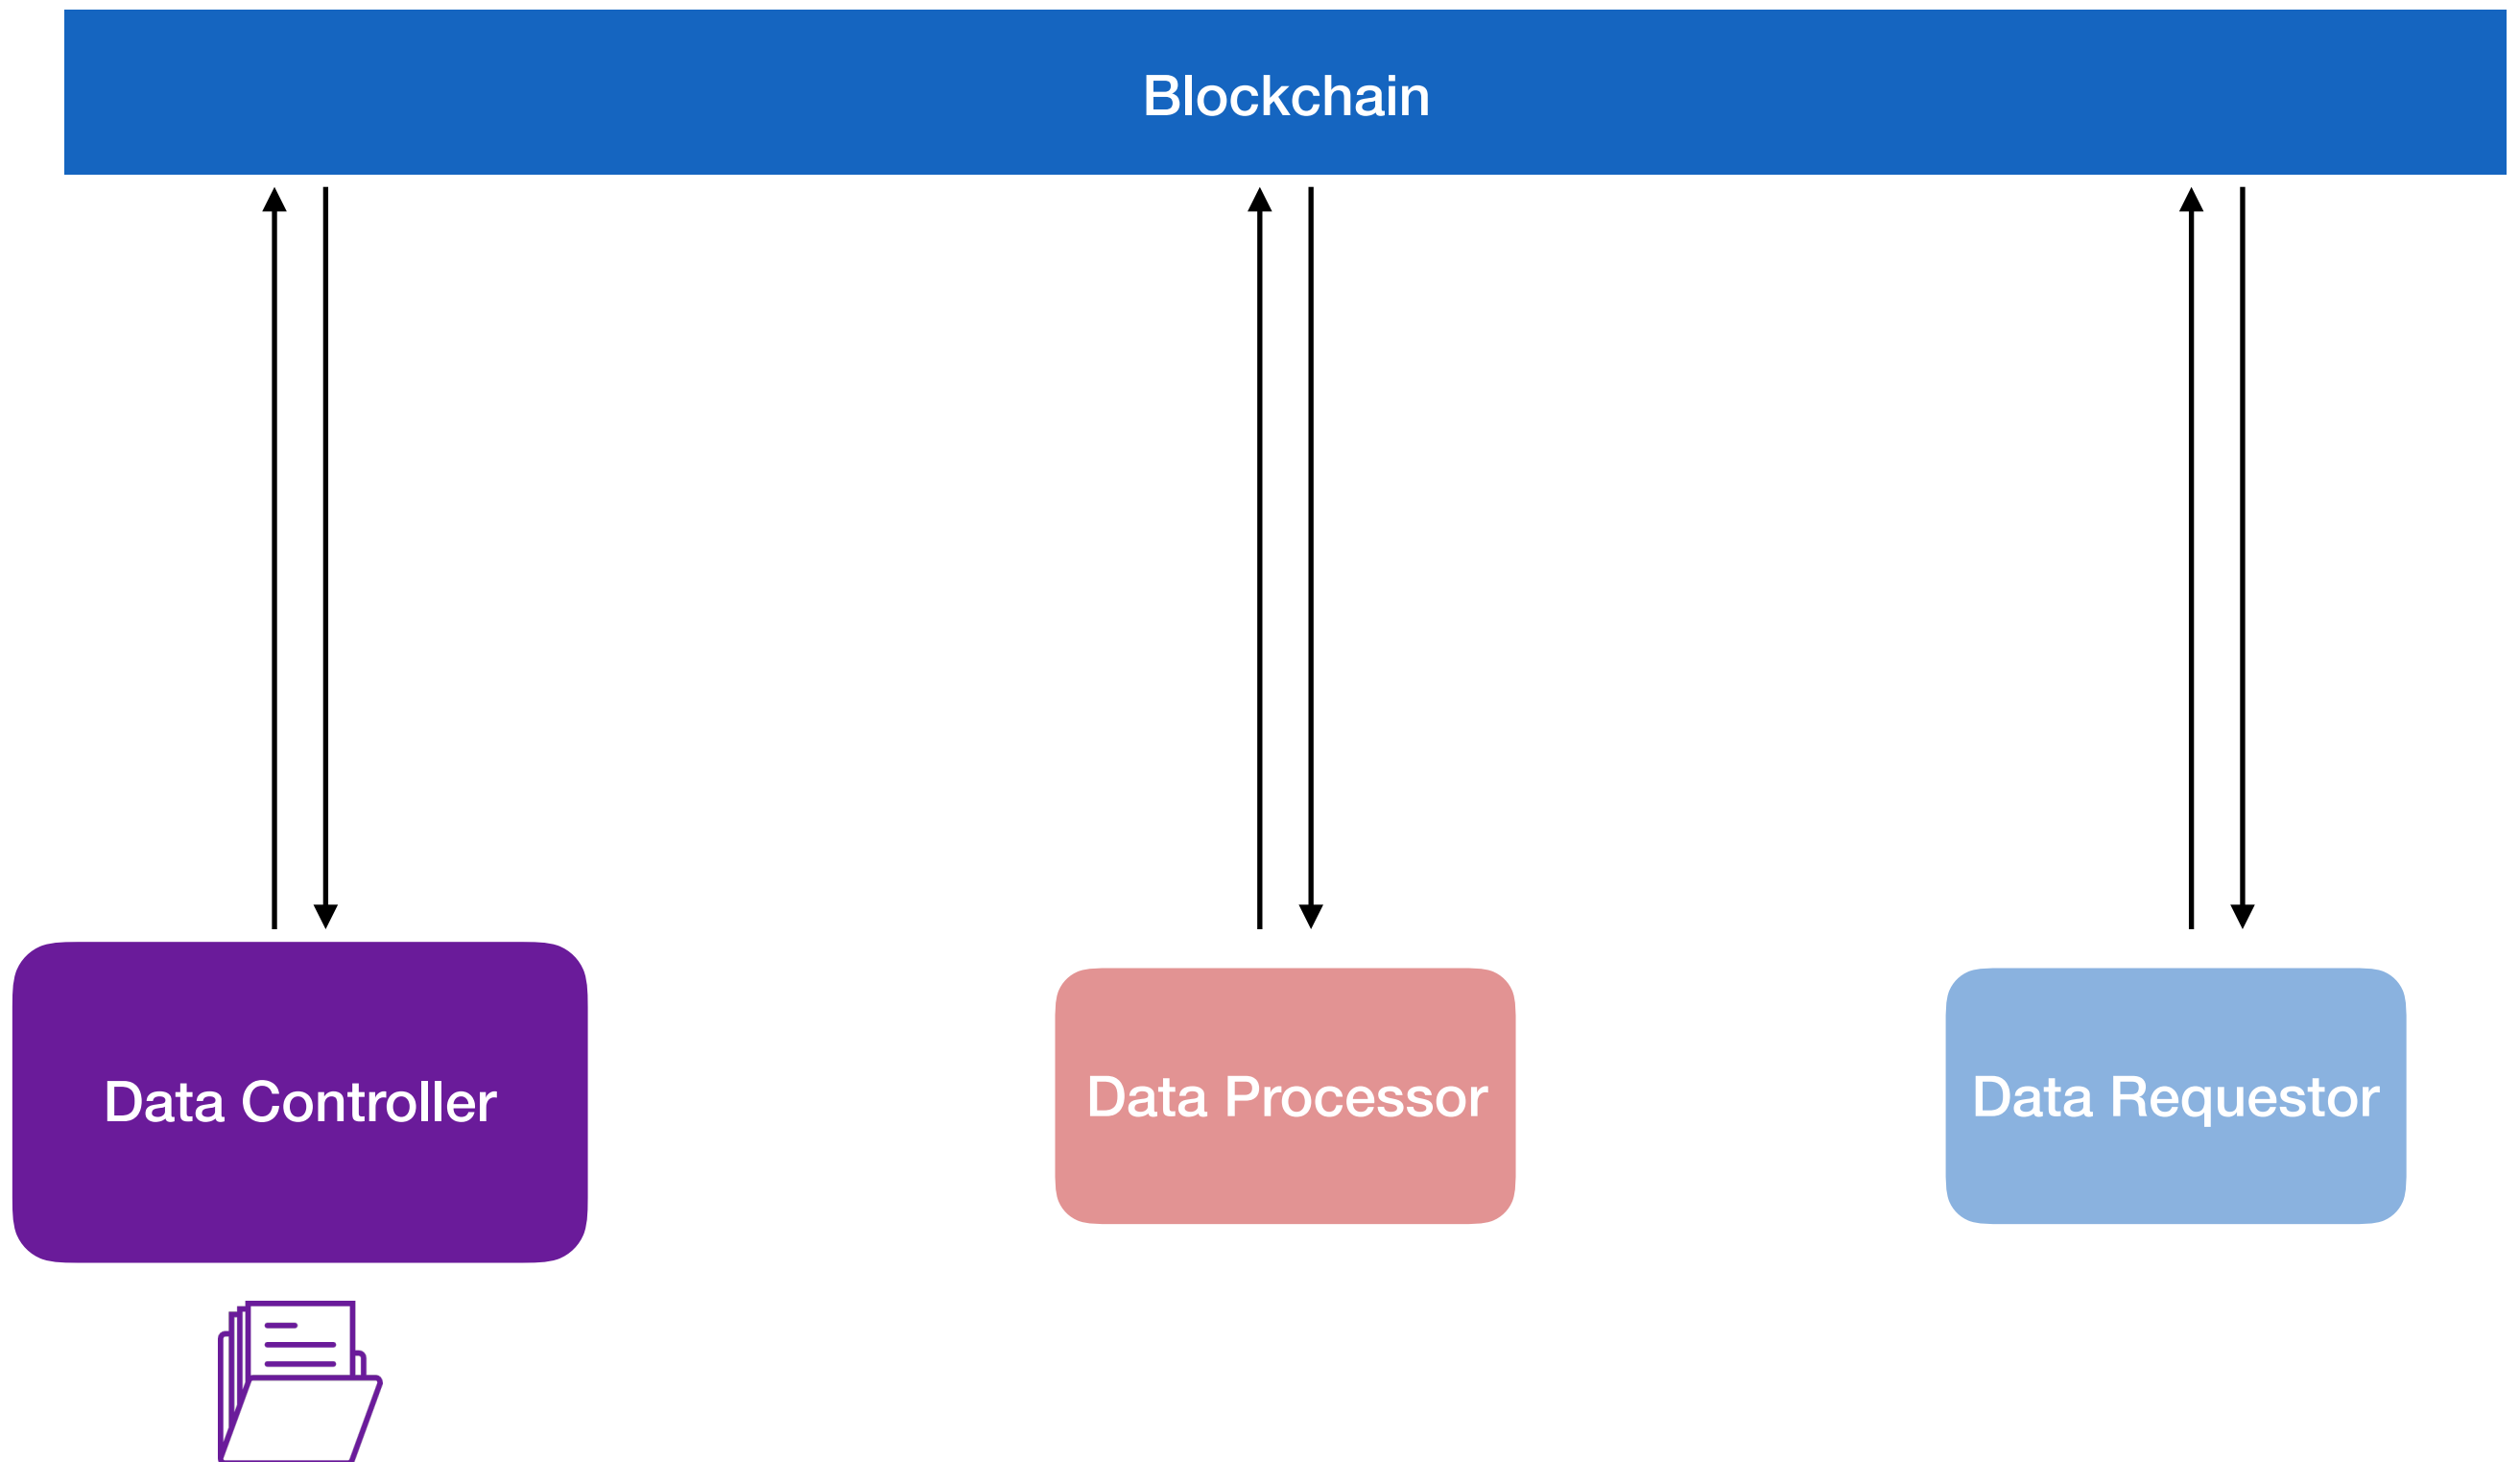 Blockchain
Data Controller
Data Processor
Data Requestor